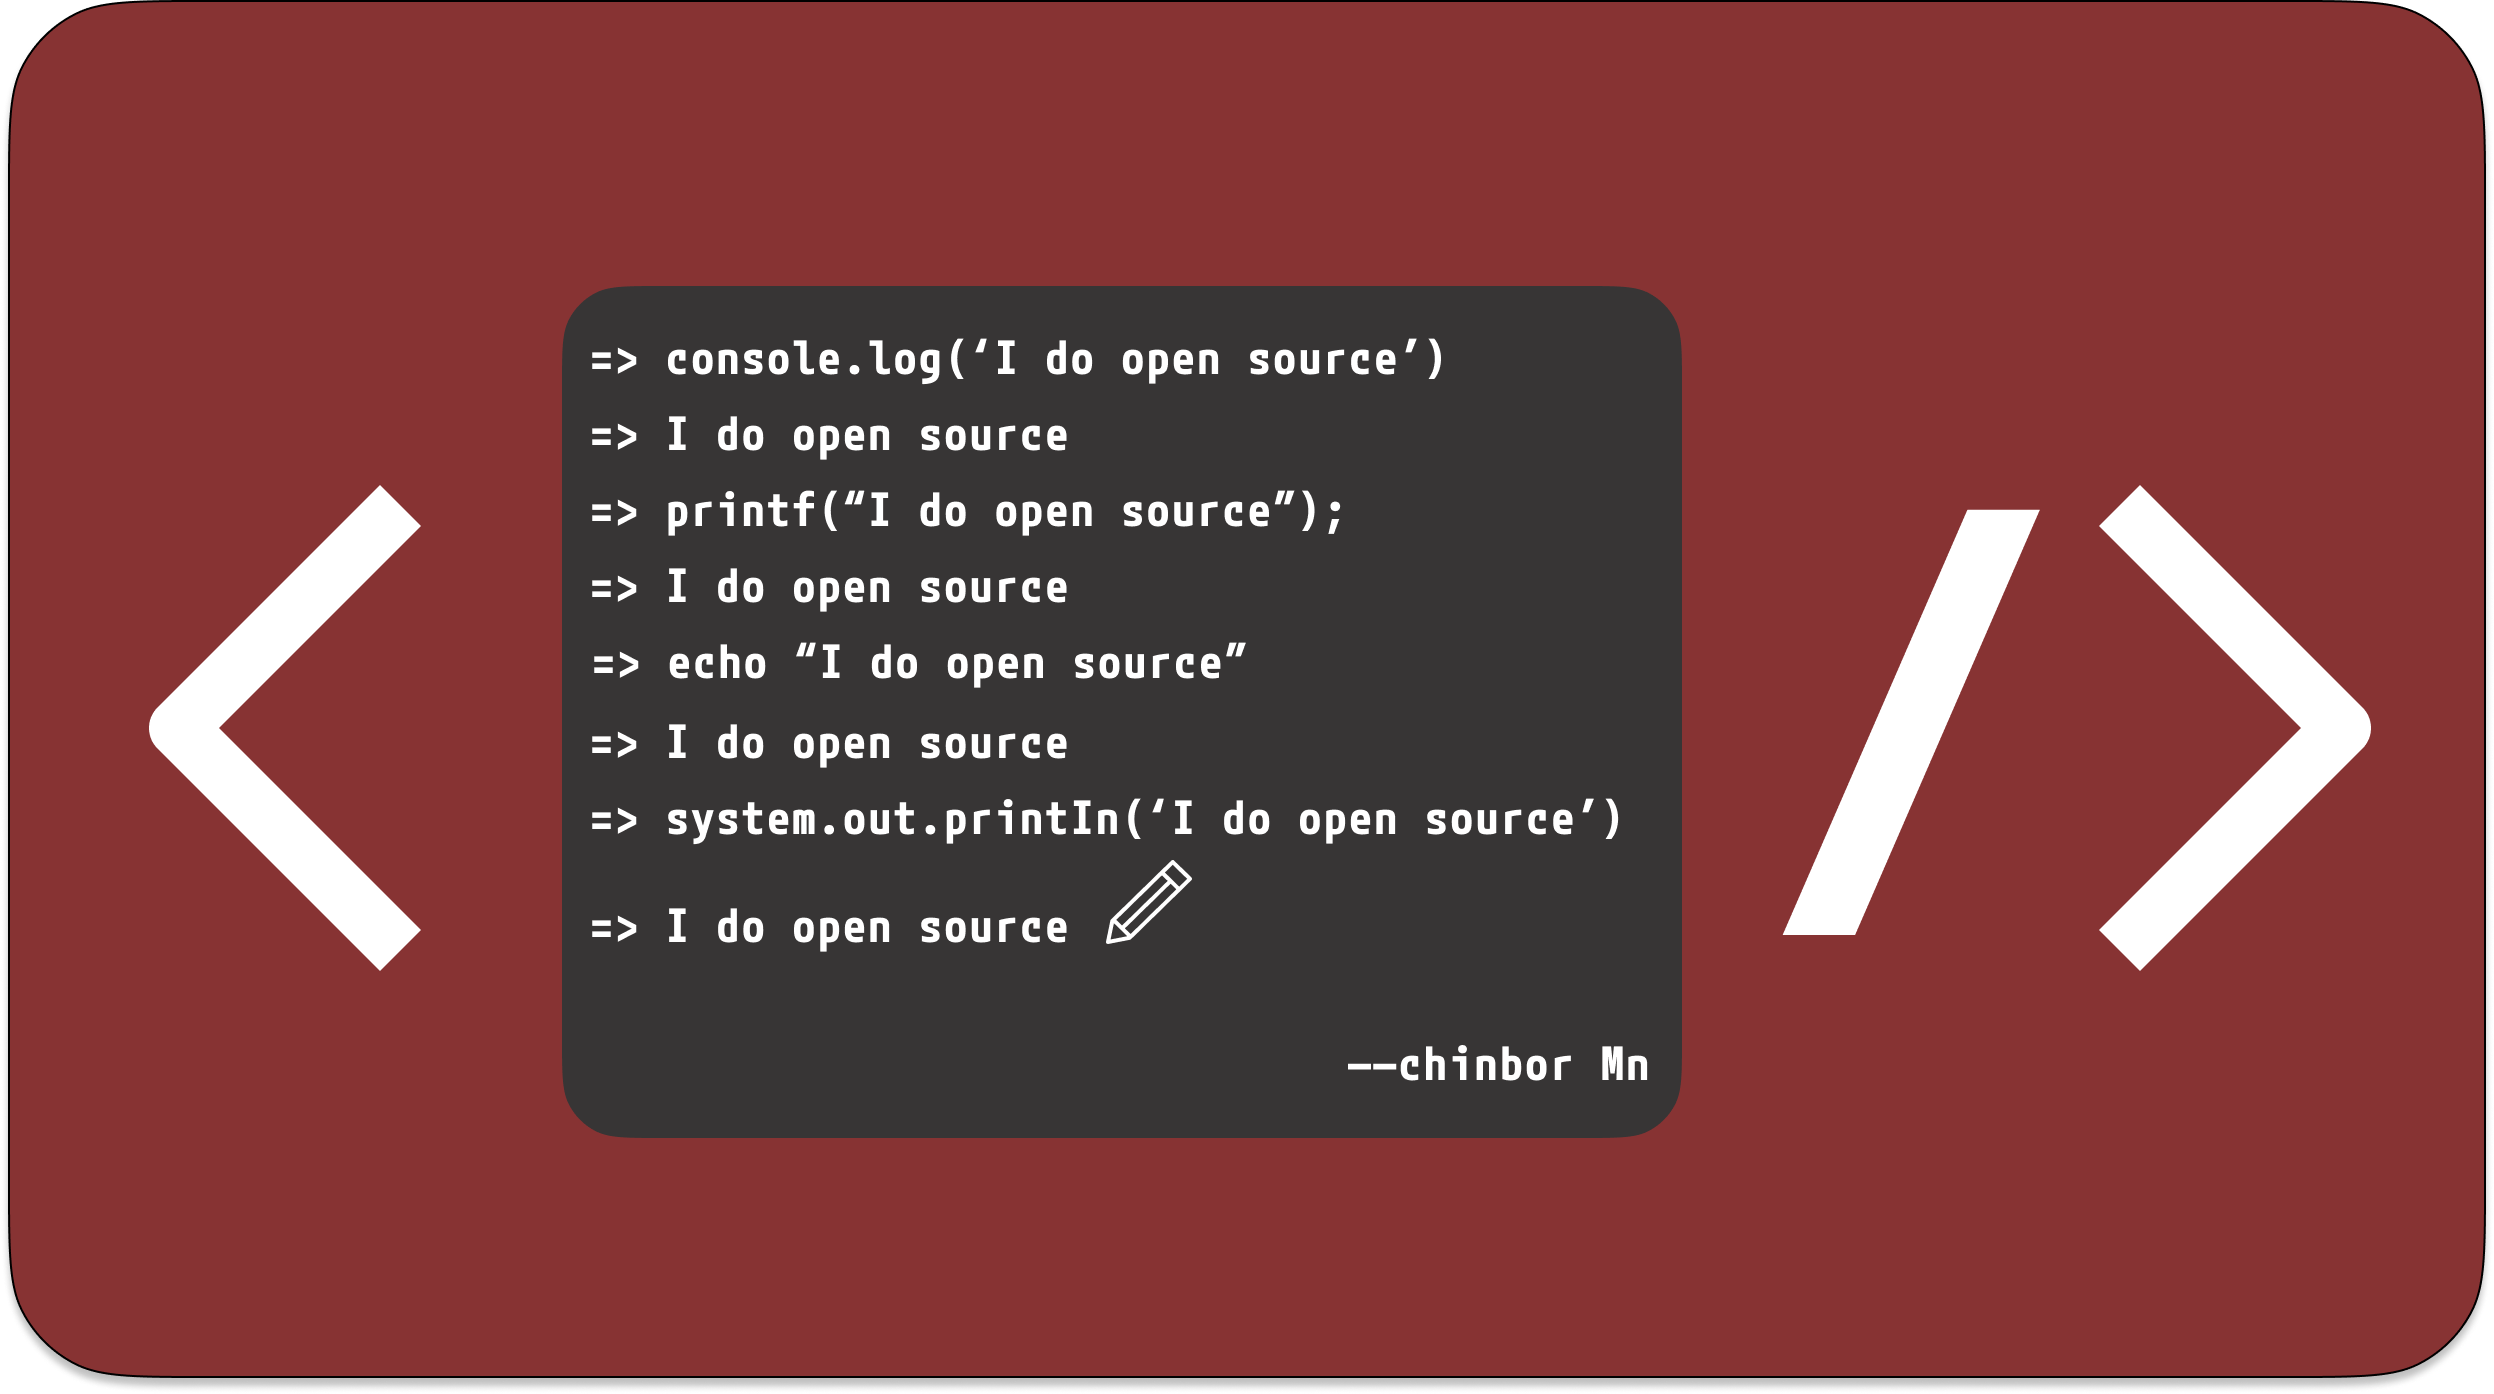 => console.log(‘I do open source’)
=> I do open source
=> printf(“I do open source”);
=> I do open source
=> echo “I do open source”
=> I do open source
=> system.out.printIn(‘I do open source’)
=> I do open source
——chinbor Mn
< />